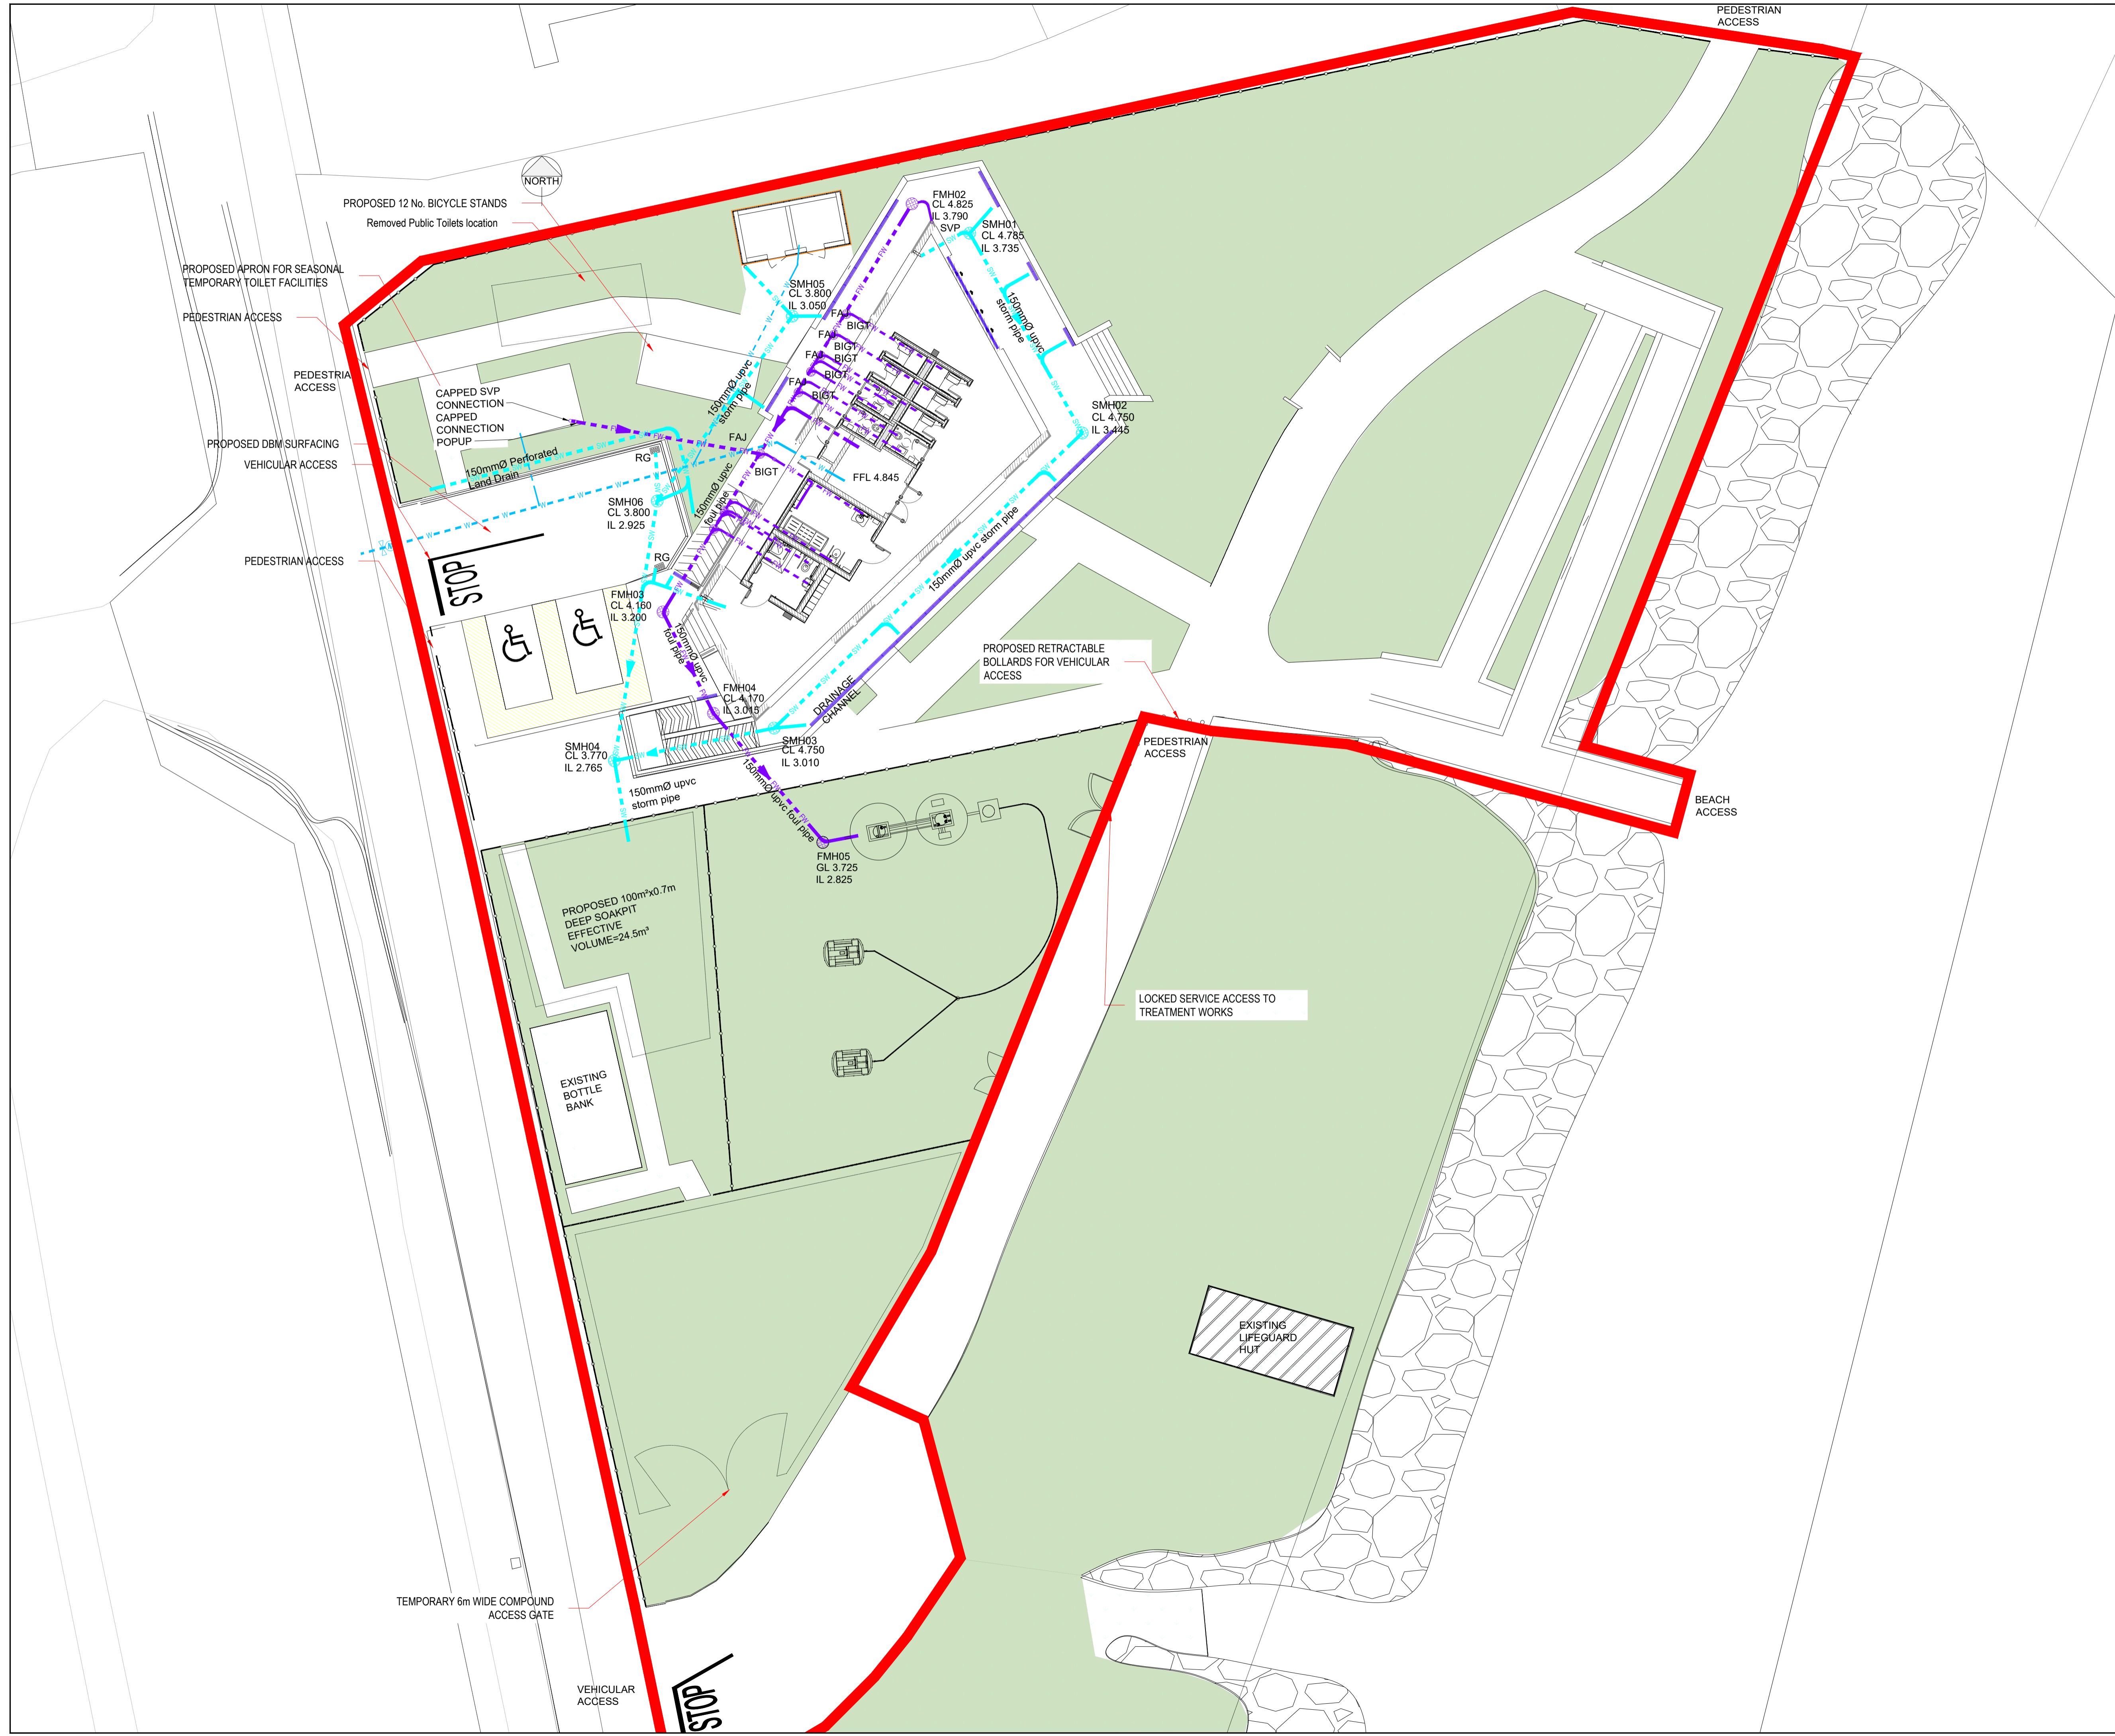 PEDESTRIAN
ACCESS
NORTH
PROPOSED 12 No. BICYCLE STANDS
Removed Public Toilets location
FMH02
CL 4.825
IL 3.790
SVP
SMH01
CL 4.785
IL 3.735
PROPOSED APRON FOR SEASONAL
TEMPORARY TOILET FACILITIES
SMH05
CL 3.800
IL 3.050
150mmØ upvc
storm pipe
PEDESTRIAN ACCESS
FAJ
BIGT
FAJ
BIGT
FAJ
BIGT
BIGT
FAJ
BIGT
PEDESTRIA
ACCESS
CAPPED SVP
CONNECTION
CAPPED
CONNECTION
POPUP
150mmØ upvc
storm pipe
SMH02
CL 4.750
IL 3.445
PROPOSED DBM SURFACING
VEHICULAR ACCESS
FAJ
150mmØ Perforated
Land Drain
RG
BIGT
FFL 4.845
SMH06
CL 3.800
IL 2.925
150mmØ upvc
foul pipe
PEDESTRIAN ACCESS
STOP
RG
150mmØ upvc storm pipe
FMH03
CL 4.160
IL 3.200
150mmØ upvc
foul pipe
PROPOSED RETRACTABLE
BOLLARDS FOR VEHICULAR
ACCESS
FMH04
CL 4.170
IL 3.015
DRAINAGE
CHANNEL
SMH04
CL 3.770
IL 2.765
SMH03
CL 4.750
IL 3.010
PEDESTRIAN
ACCESS
150mmØ upvc
storm pipe
150mmØ upvc foul pipe
BEACH
ACCESS
FMH05
GL 3.725
IL 2.825
PROPOSED 100m²x0.7m
DEEP SOAKPIT
EFFECTIVE
VOLUME=24.5m³
LOCKED SERVICE ACCESS TO
TREATMENT WORKS
EXISTING
BOTTLE
BANK
EXISTING
LIFEGUARD
HUT
TEMPORARY 6m WIDE COMPOUND
ACCESS GATE
VEHICULAR
ACCESS
STOP